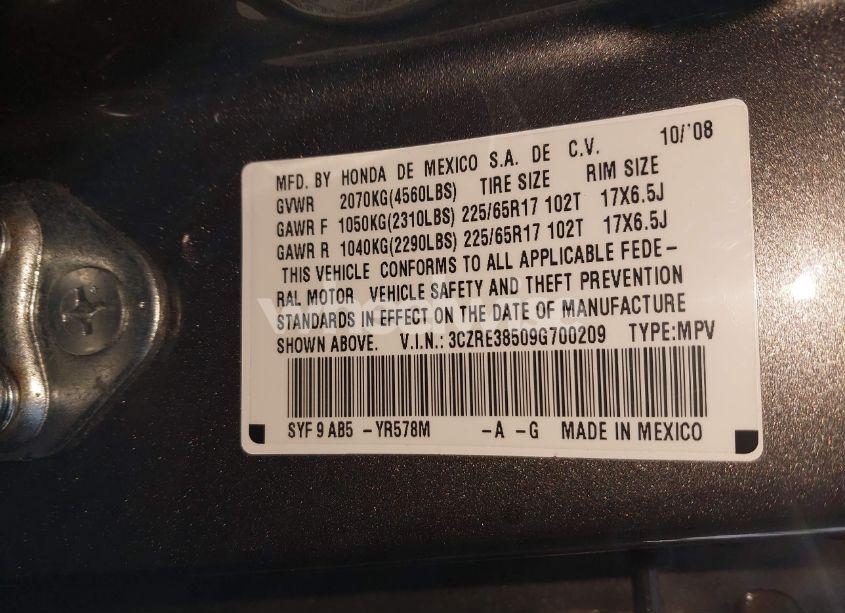 MFD. BY HONDA DE MEXICO S.A. DE C.V. 10/'08
GVWR 2070KG(4560LBS) TIRE SIZE RIM SIZE
GAWR F 1050KG(2310LBS) 225/65R17 102T 17X6.5J
GAWR R 1040KG(2290LBS) 225/65R17 102T 17X6.5J
THIS VEHICLE CONFORMS TO ALL APPLICABLE FEDE-
RAL MOTOR VEHICLE SAFETY AND THEFT PREVENTION
STANDARDS IN EFFECT ON THE DATE OF MANUFACTURE
SHOWN ABOVE. V.I.N.: 3CZRE38509G700209 TYPE:MPV
SYF 9 AB5 -YR578M -A -G MADE IN MEXICO